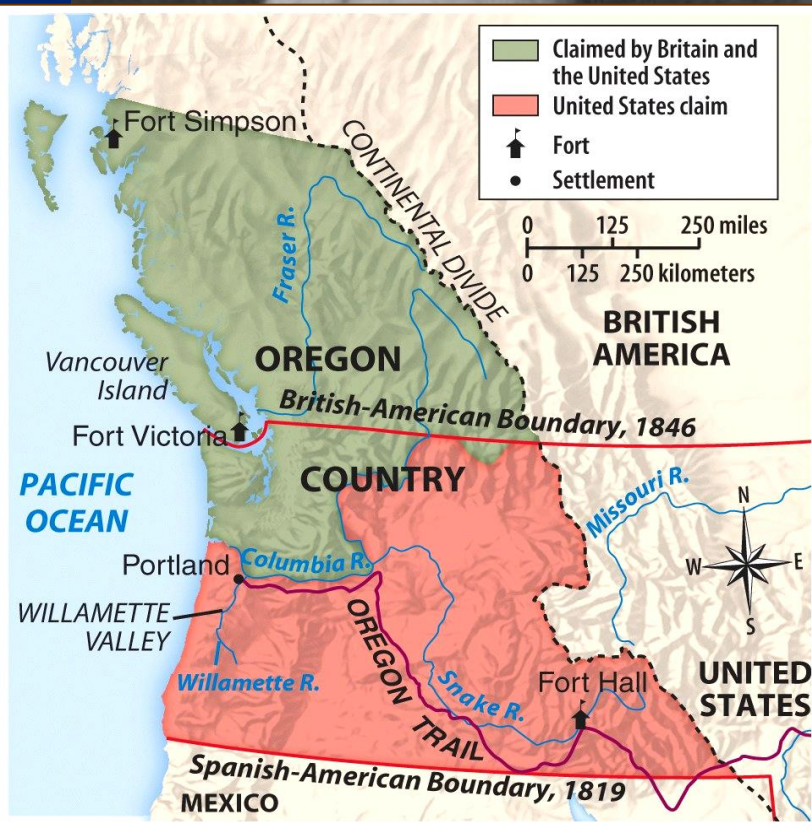 Claimed by Britain and
the United States
United States claim
Fort
Settlement
0 125 250 miles
0 125 250 kilometers
Fort Simpson
CONTINENTAL DIVIDE
Fraser R.
BRITISH
AMERICA
Vancouver
Island
OREGON
British-American Boundary, 1846
Fort Victoria
COUNTRY
PACIFIC
OCEAN
Missouri R.
N
W E
S
Portland
Columbia R.
WILLAMETTE
VALLEY
Willamette R.
OREGON TRAIL
Snake R.
Fort Hall
UNITED
STATES
Spanish-American Boundary, 1819
MEXICO